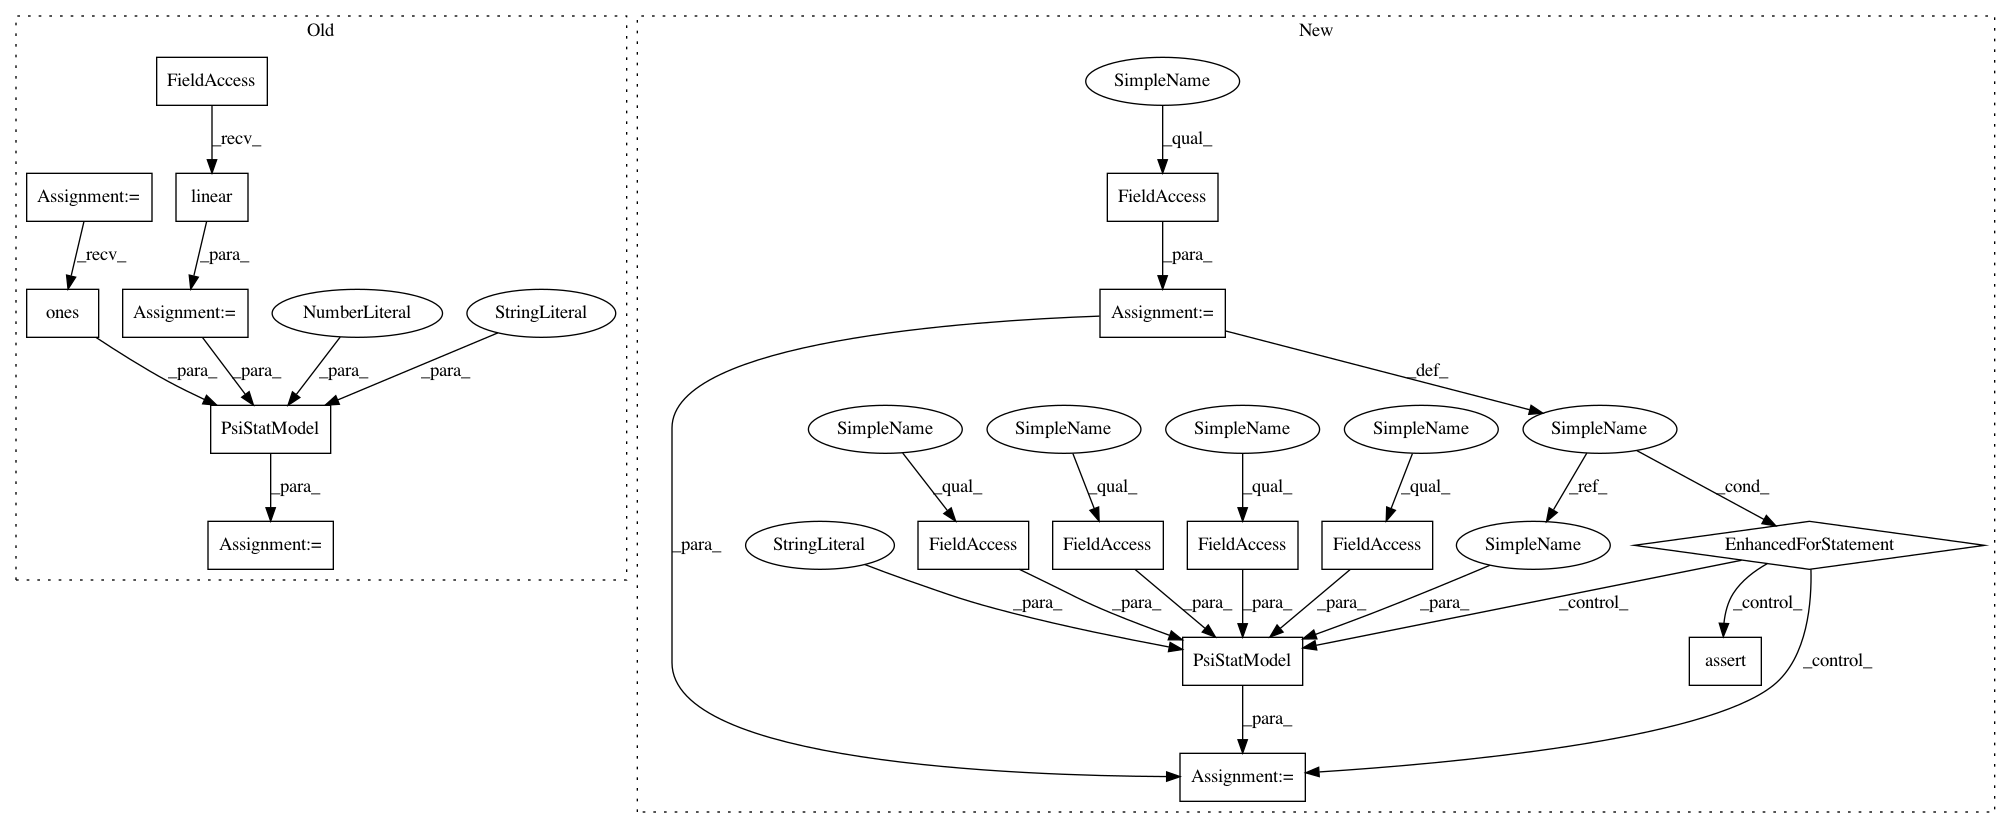 Old
New
FieldAccess
SimpleName
_recv_
_qual_
Assignment:=
linear
FieldAccess
_recv_
_para_
_para_
ones
Assignment:=
NumberLiteral
StringLiteral
Assignment:=
_para_
_para_
_para_
_para_
_def_
PsiStatModel
SimpleName
SimpleName
SimpleName
SimpleName
SimpleName
_para_
_qual_
_qual_
_qual_
_qual_
_ref_
_cond_
Assignment:=
_para_
StringLiteral
FieldAccess
FieldAccess
FieldAccess
FieldAccess
SimpleName
EnhancedForStatement
_para_
_para_
_para_
_para_
_para_
_para_
_control_
_control_
PsiStatModel
assert
_control_
_para_
Assignment:=